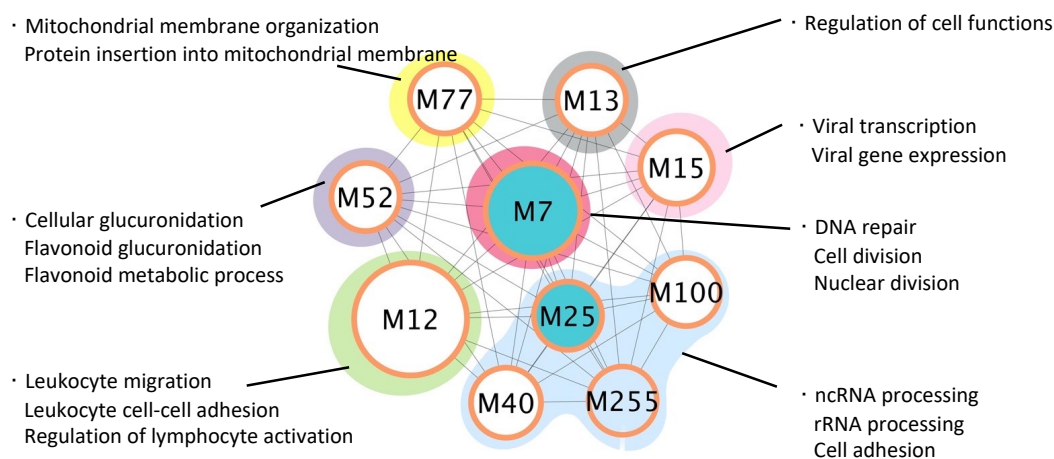 · Mitochondrial membrane organization
Protein insertion into mitochondrial membrane
· Regulation of cell functions
M77
M13
· Viral transcription
Viral gene expression
M15
M52
M7
· Cellular glucuronidation
Flavonoid glucuronidation
Flavonoid metabolic process
· DNA repair
Cell division
Nuclear division
M100
M12
M25
· Leukocyte migration
Leukocyte cell-cell adhesion
Regulation of lymphocyte activation
M40
M255
· ncRNA processing
rRNA processing
Cell adhesion